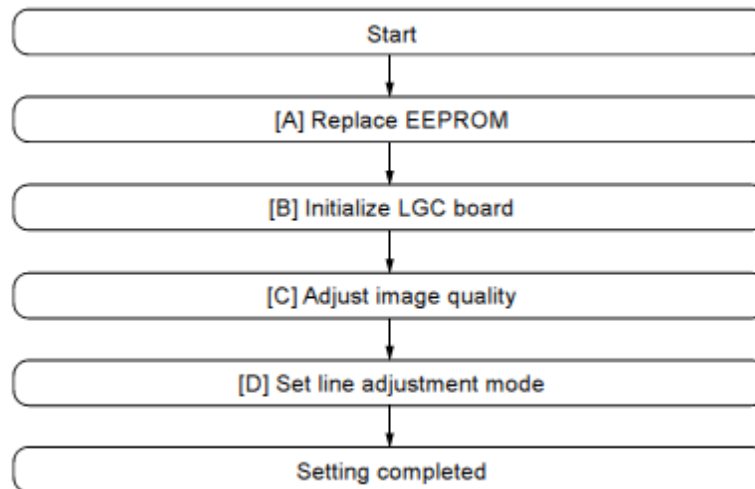 Start
[A] Replace EEPROM
[B] Initialize LGC board
[C] Adjust image quality
[D] Set line adjustment mode
Setting completed